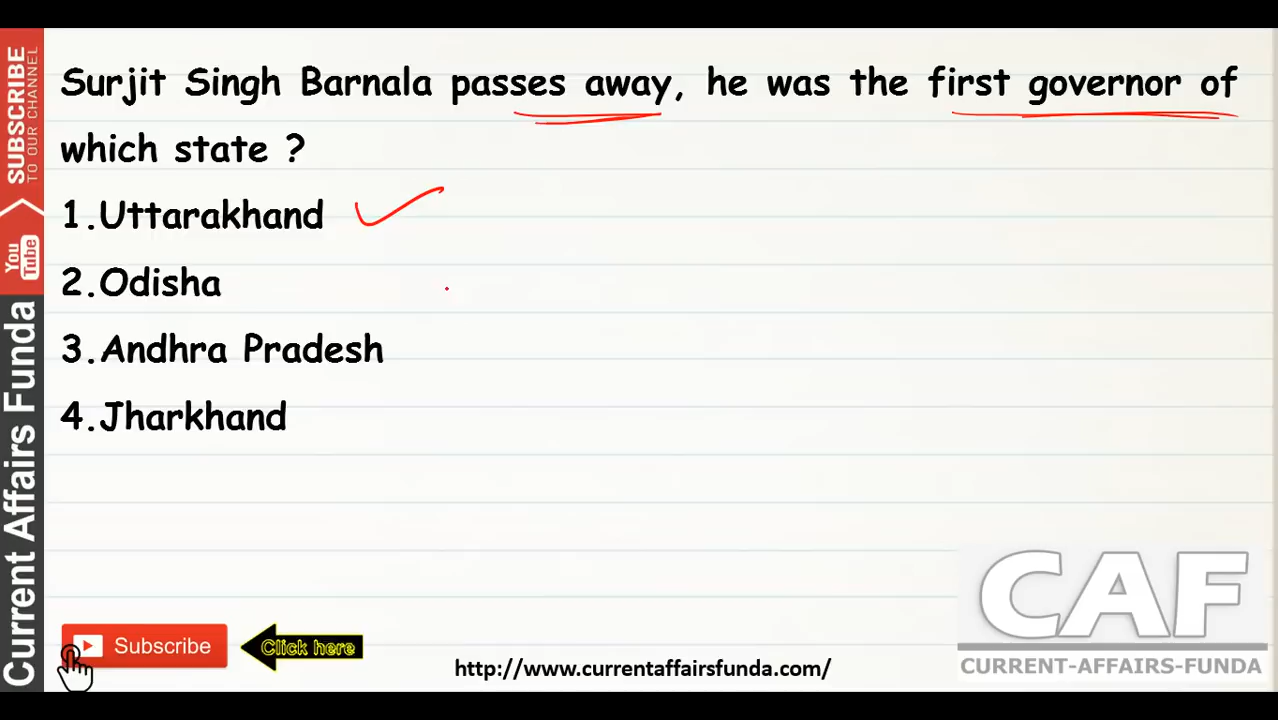 Surjit Singh Barnala passes away, he was the first governor of
which state ?
1.Uttarakhand
2.Odisha
3.Andhra Pradesh
4.Jharkhand
SUBSCRIBE
TO OUR CHANNEL
You
Tube
Current Affairs Funda
Subscribe
Click here
http://www.currentaffairsfunda.com/
CAF
CURRENT-AFFAIRS-FUNDA